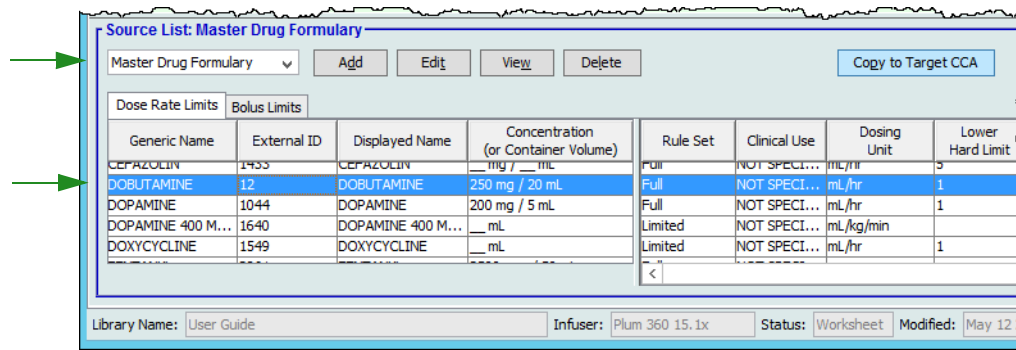 Source List: Master Drug Formulary
Master Drug Formulary Add Edit View Delete Copy to Target CCA
Dose Rate Limits Bolus Limits
Generic Name External ID Displayed Name Concentration (or Container Volume) Rule Set Clinical Use Dosing Unit Lower Hard Limit
CEFAZOLIN 1433 CEFAZOLIN __ mg / __ mL Full NOT SPECI... mL/hr 5
DOBUTAMINE 12 DOBUTAMINE 250 mg / 20 mL Full NOT SPECI... mL/hr 1
DOPAMINE 1044 DOPAMINE 200 mg / 5 mL Full NOT SPECI... mL/hr 1
DOPAMINE 400 M... 1640 DOPAMINE 400 M... __ mL Limited NOT SPECI... mL/kg/min
DOXYCYCLINE 1549 DOXYCYCLINE __ mL Limited NOT SPECI... mL/hr 1
Library Name: User Guide Infuser: Plum 360 15.1x Status: Worksheet Modified: May 12